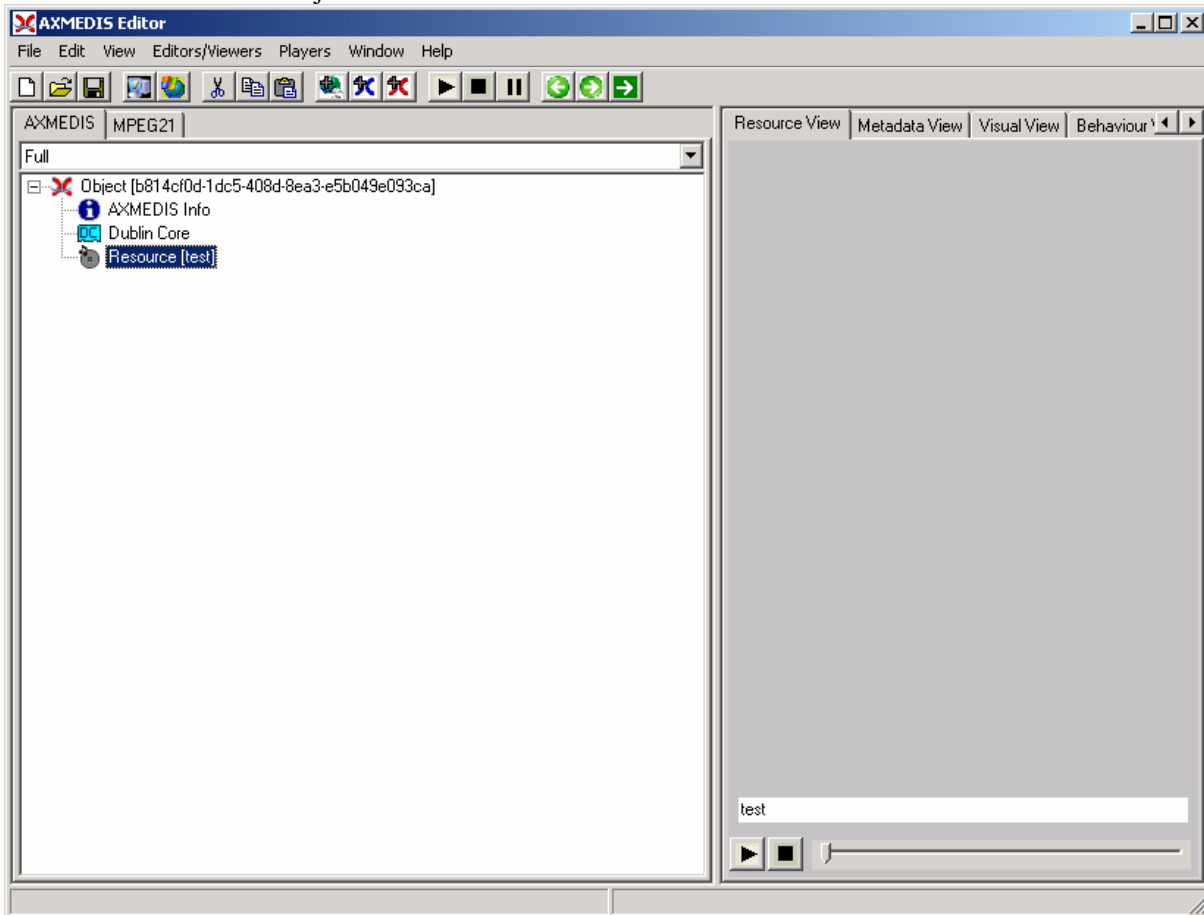 AXMEDIS Editor
File Edit View Editors/Viewers Players Window Help
AXMEDIS MPEG21
Full
Object [b814cf0d-1dc5-408d-8ea3-e5b049e093ca]
AXMEDIS Info
Dublin Core
Resource [test]
Resource View Metadata View Visual View Behaviour
test